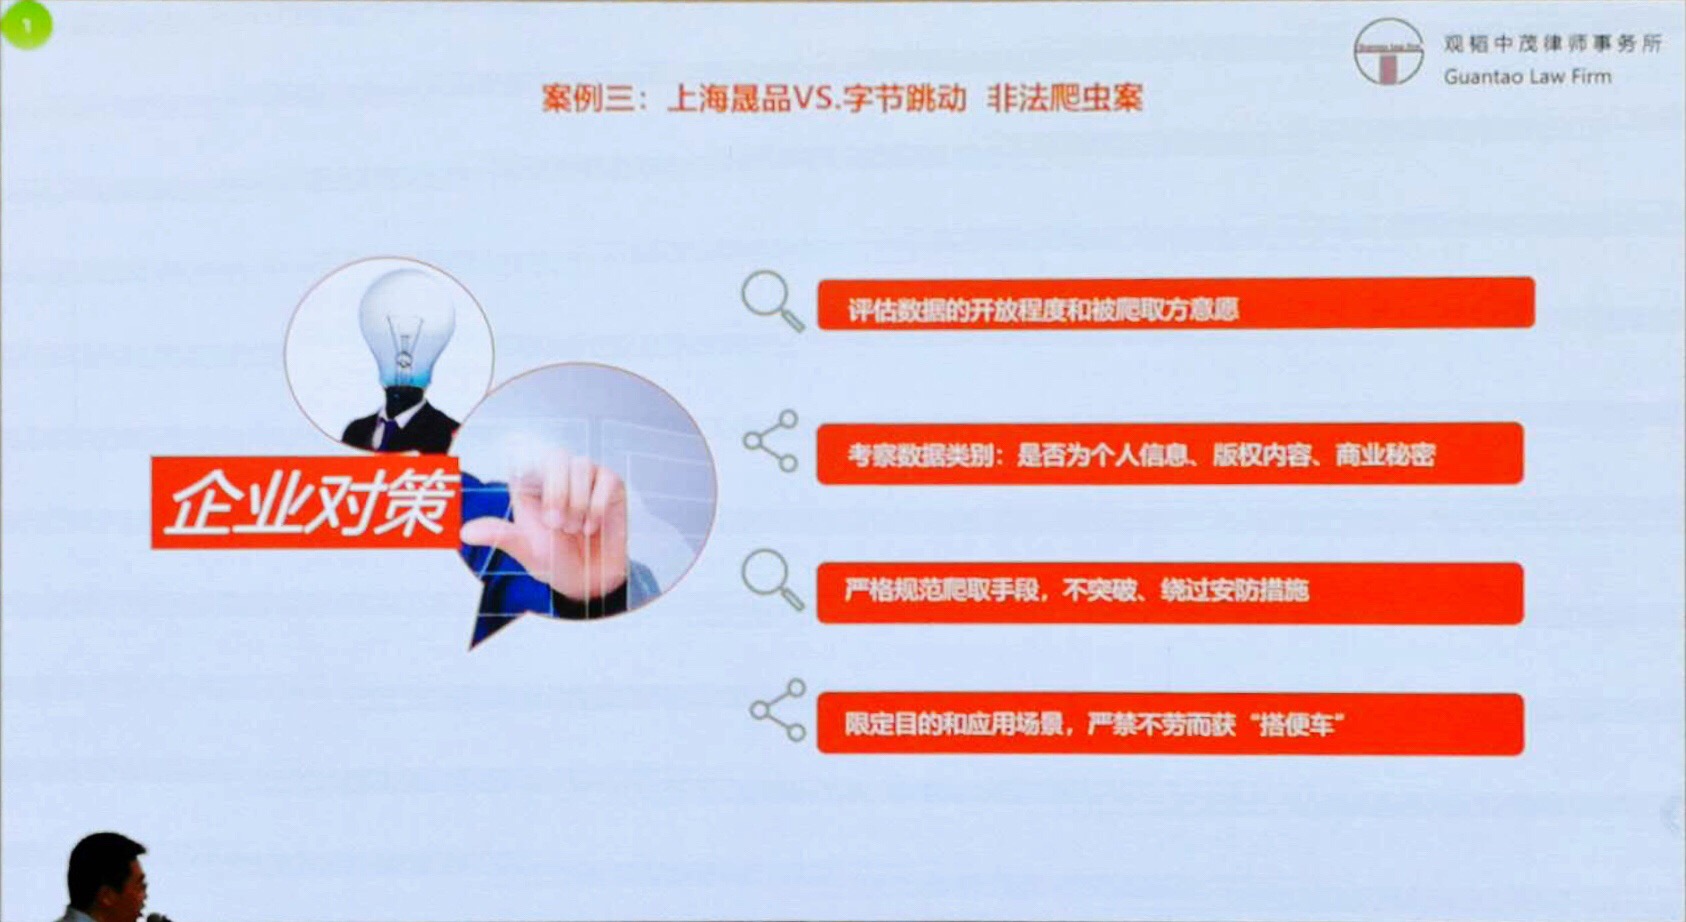 1
观韬中茂律师事务所
Guantao Law Firm
案例三：上海晟品VS.字节跳动 非法爬虫案
评估数据的开放程度和被爬取方意愿
考察数据类别：是否为个人信息、版权内容、商业秘密
企业对策
严格规范爬取手段，不突破、绕过安防措施
限定目的和应用场景，严禁不劳而获“搭便车”